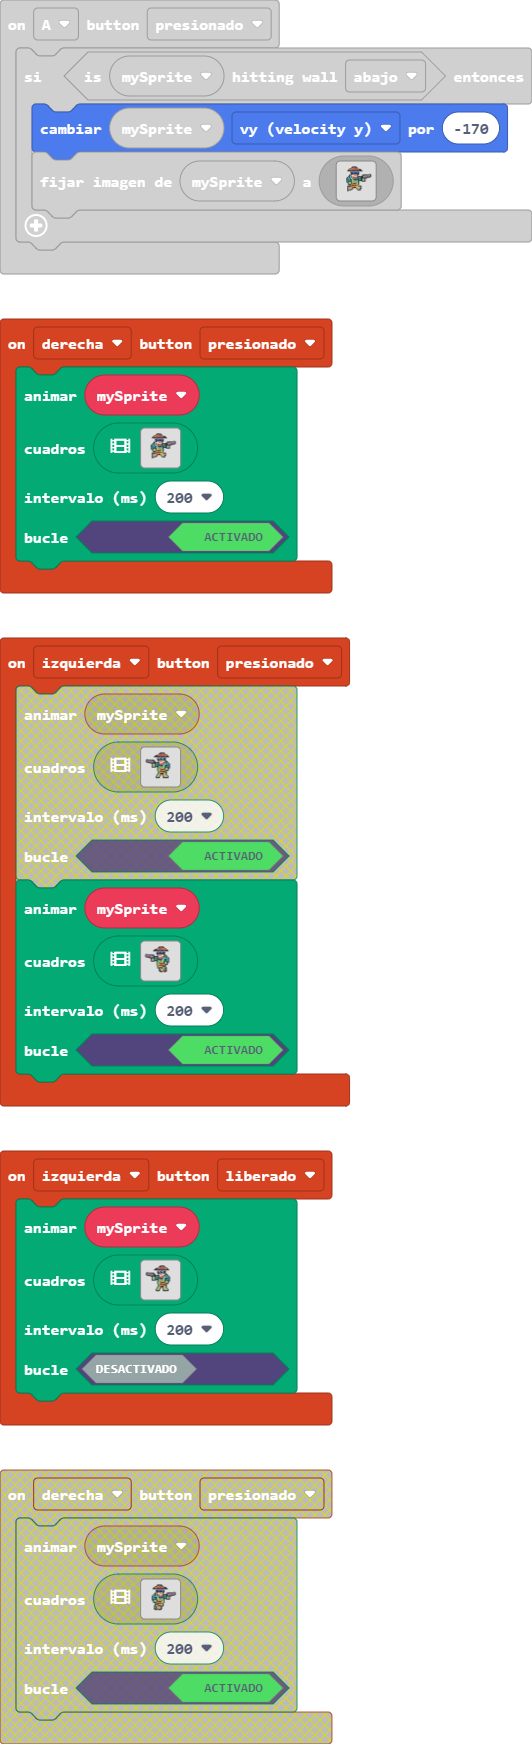 on A button presionado
si is mySprite hitting wall abajo entonces
cambiar mySprite vy (velocity y) por -170
fijar imagen de mySprite a
on derecha button presionado
animar mySprite
cuadros
intervalo (ms) 200
bucle ACTIVADO
on izquierda button presionado
animar mySprite
cuadros
intervalo (ms) 200
bucle ACTIVADO
animar mySprite
cuadros
intervalo (ms) 200
bucle ACTIVADO
on izquierda button liberado
animar mySprite
cuadros
intervalo (ms) 200
bucle DESACTIVADO
on derecha button presionado
animar mySprite
cuadros
intervalo (ms) 200
bucle ACTIVADO